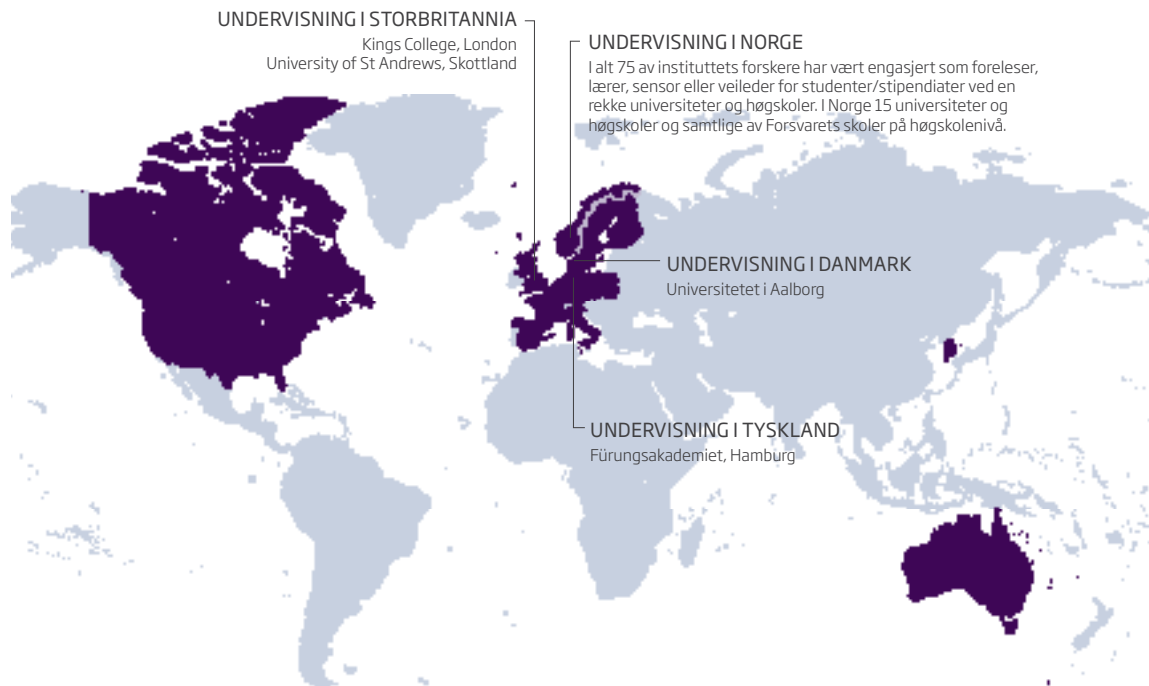 UNDERVISNING I STORBRITANNIA
Kings College, London
University of St Andrews, Skottland
UNDERVISNING I NORGE
I alt 75 av instituttets forskere har vært engasjert som foreleser,
lærer, sensor eller veileder for studenter/stipendiater ved en
rekke universiteter og høgskoler. I Norge 15 universiteter og
høgskoler og samtlige av Forsvarets skoler på høgskolenivå.
UNDERVISNING I DANMARK
Universitetet i Aalborg
UNDERVISNING I TYSKLAND
Fürungsakademiet, Hamburg